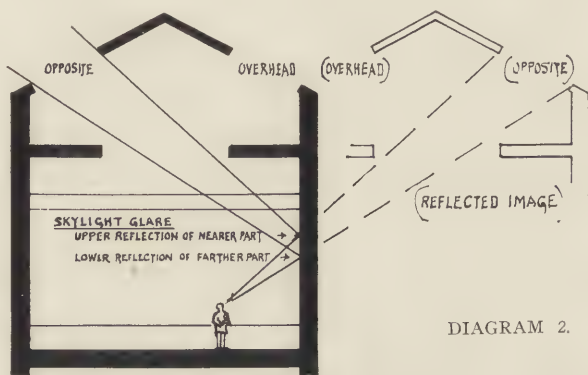 OPPOSITE OVERHEAD (OVERHEAD) (OPPOSITE)
(REFLECTED IMAGE)
SKYLIGHT GLARE
UPPER REFLECTION OF NEARER PART →
LOWER REFLECTION OF FARTHER PART →
DIAGRAM 2.